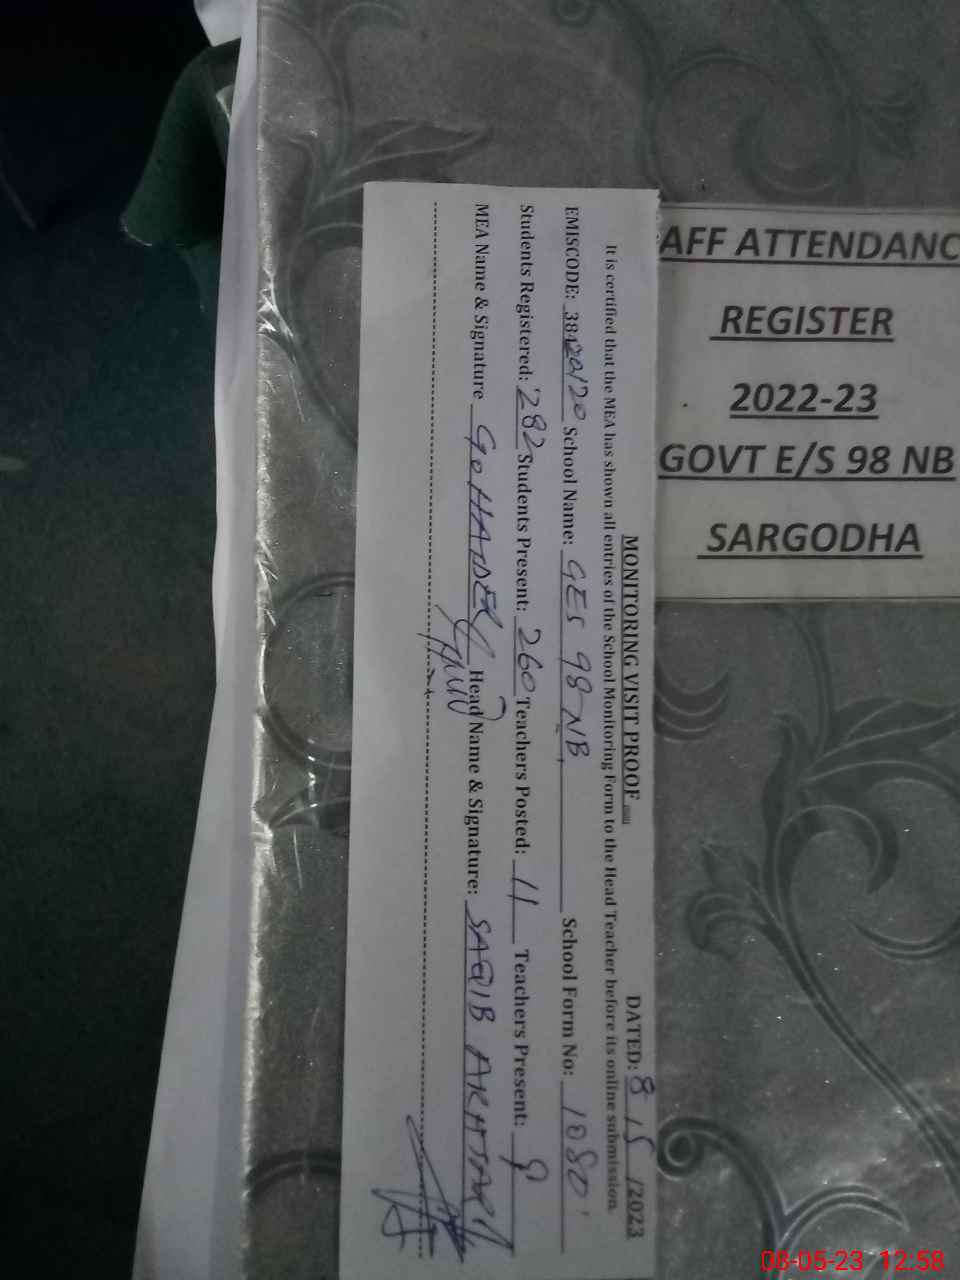 AFF ATTENDANC
REGISTER
2022-23
GOVT E/S 98 NB
SARGODHA
MONITORING VISIT PROOF
DATED: 8/5/2023
It is certified that the MEA has shown all entries of the School Monitoring Form to the Head Teacher before its online submission.
EMISCODE: 38420120 School Name: GES 98 NB School Form No: 1080
Students Registered: 282 Students Present: 260 Teachers Posted: 11 Teachers Present: 9
MEA Name & Signature Head Name & Signature: SAQIB AKHTAR
08-05-23 12:58